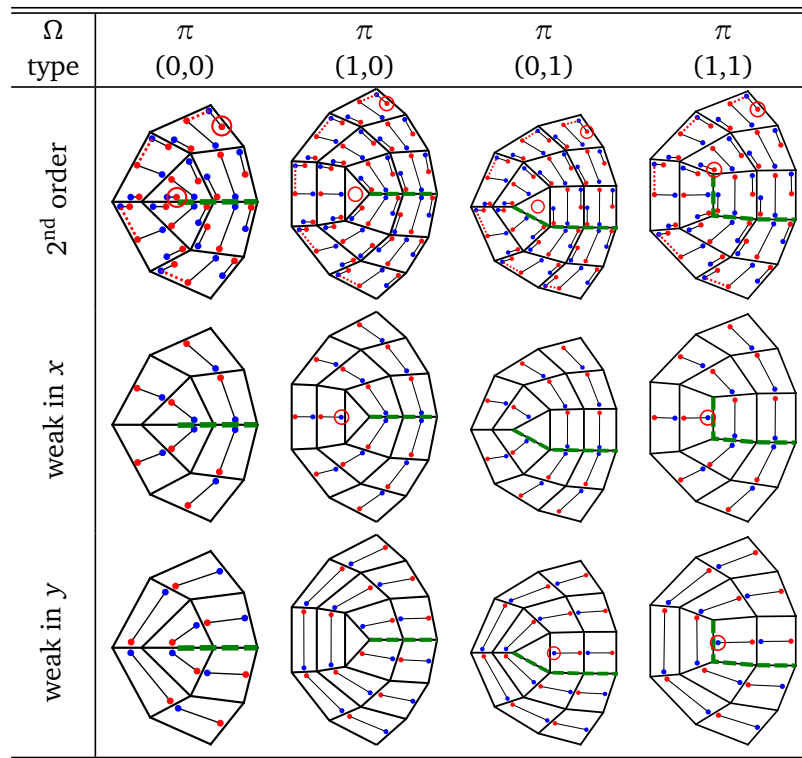 Ω π π π π
type (0,0) (1,0) (0,1) (1,1)
2nd order
weak in x
weak in y